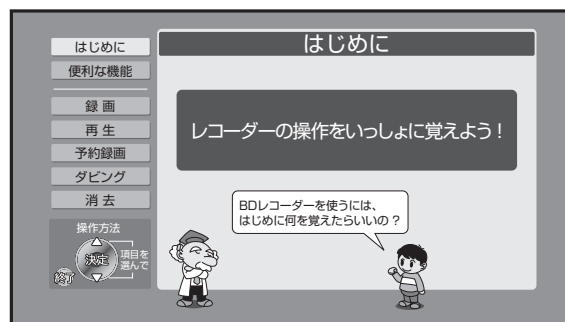 はじめに
便利な機能
録 画
再 生
予約録画
ダビング
消 去
操作方法
決定
項目を
選んで
終了
はじめに
レコーダーの操作をいっしょに覚えよう！
BDレコーダーを使うには、
はじめに何を覚えたらいいの？